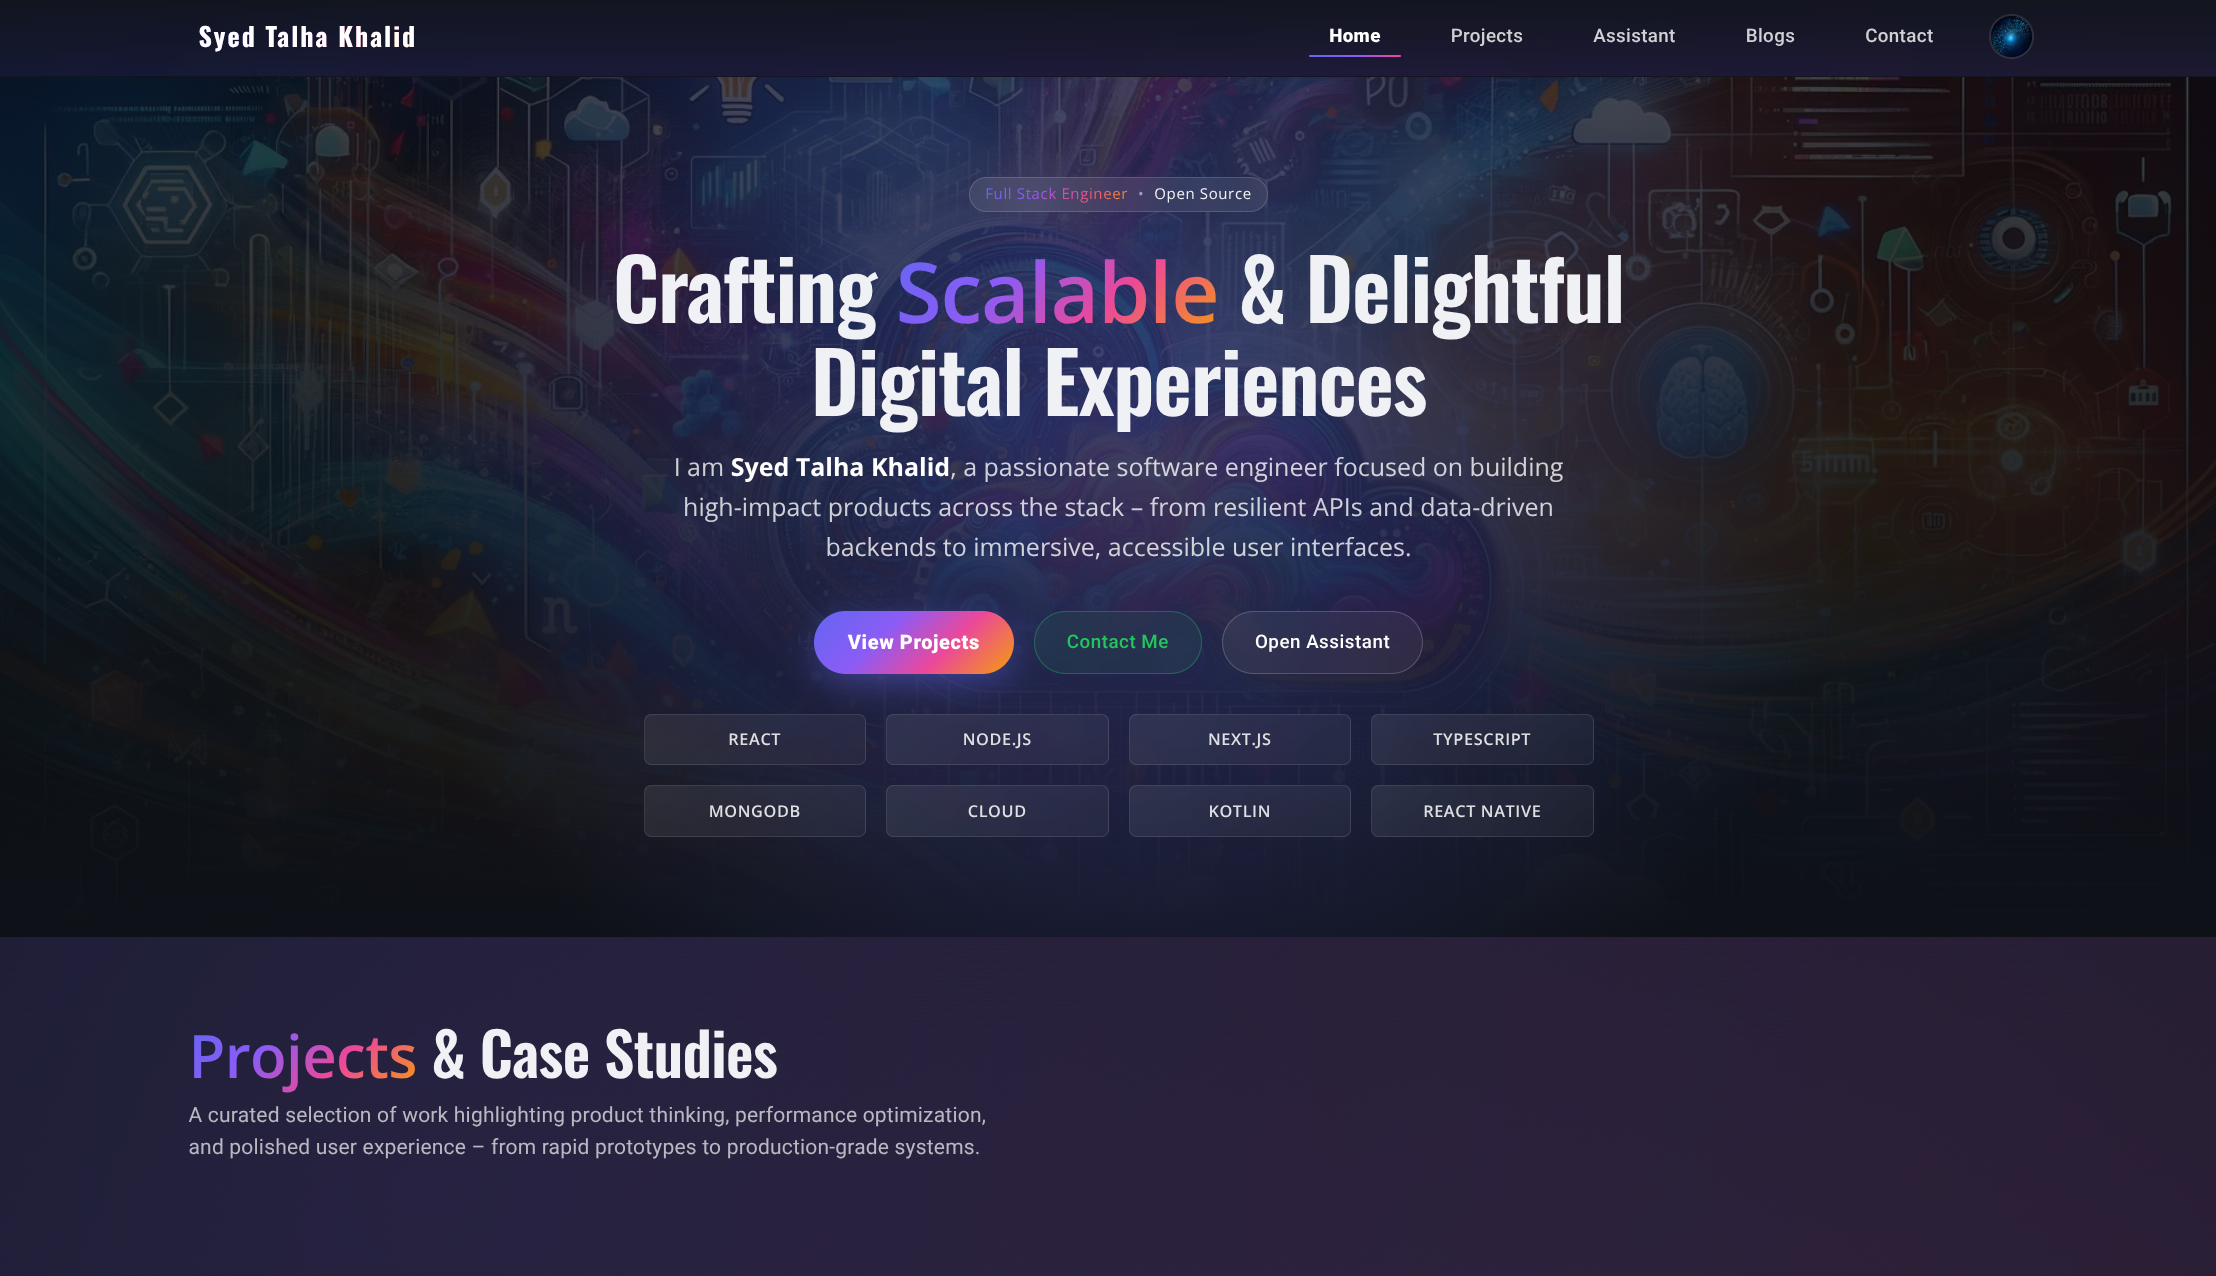 Syed Talha Khalid
Home
Projects
Assistant
Blogs
Contact
Full Stack Engineer • Open Source
Crafting Scalable & Delightful
Digital Experiences
I am Syed Talha Khalid, a passionate software engineer focused on building
high-impact products across the stack – from resilient APIs and data-driven
backends to immersive, accessible user interfaces.
View Projects
Contact Me
Open Assistant
REACT
NODE.JS
NEXT.JS
TYPESCRIPT
MONGODB
CLOUD
KOTLIN
REACT NATIVE
Projects & Case Studies
A curated selection of work highlighting product thinking, performance optimization,
and polished user experience – from rapid prototypes to production-grade systems.